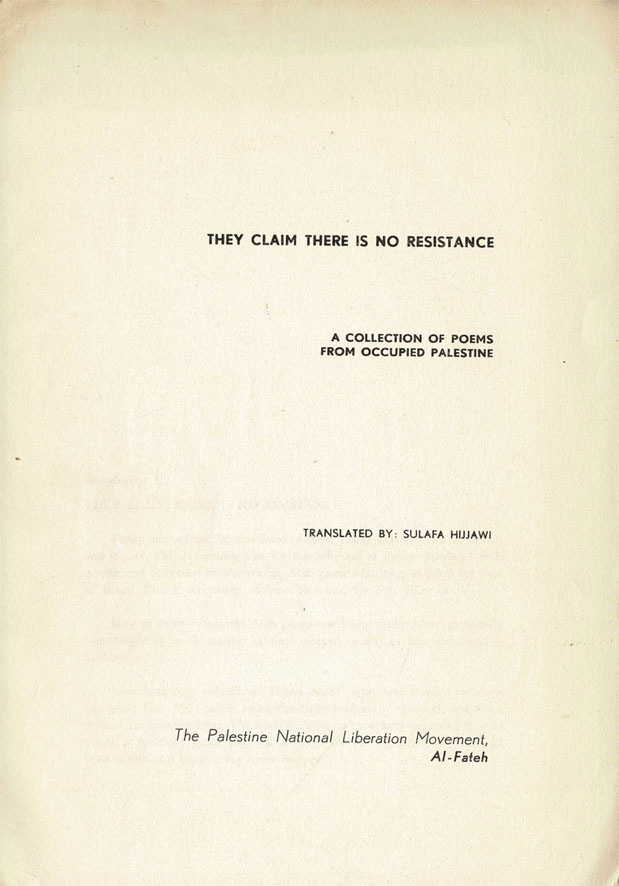 THEY CLAIM THERE IS NO RESISTANCE
A COLLECTION OF POEMS
FROM OCCUPIED PALESTINE
TRANSLATED BY: SULAFA HIJJAWI
The Palestine National Liberation Movement,
Al-Fateh